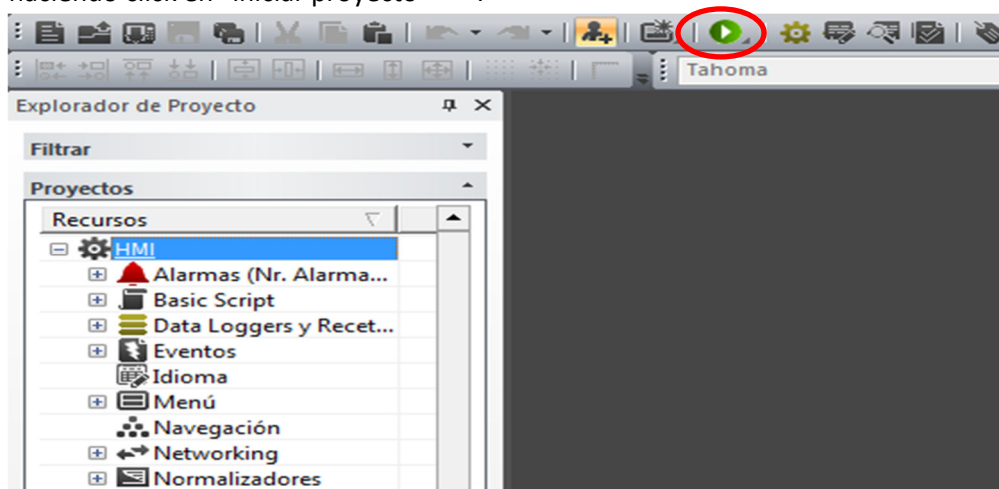 haciendo click en "Iniciar proyecto"
Tahoma
Explorador de Proyecto
Filtrar
Proyectos
Recursos
HMI
Alarmas (Nr. Alarma...
Basic Script
Data Loggers y Recet...
Eventos
Idioma
Menú
Navegación
Networking
Normalizadores